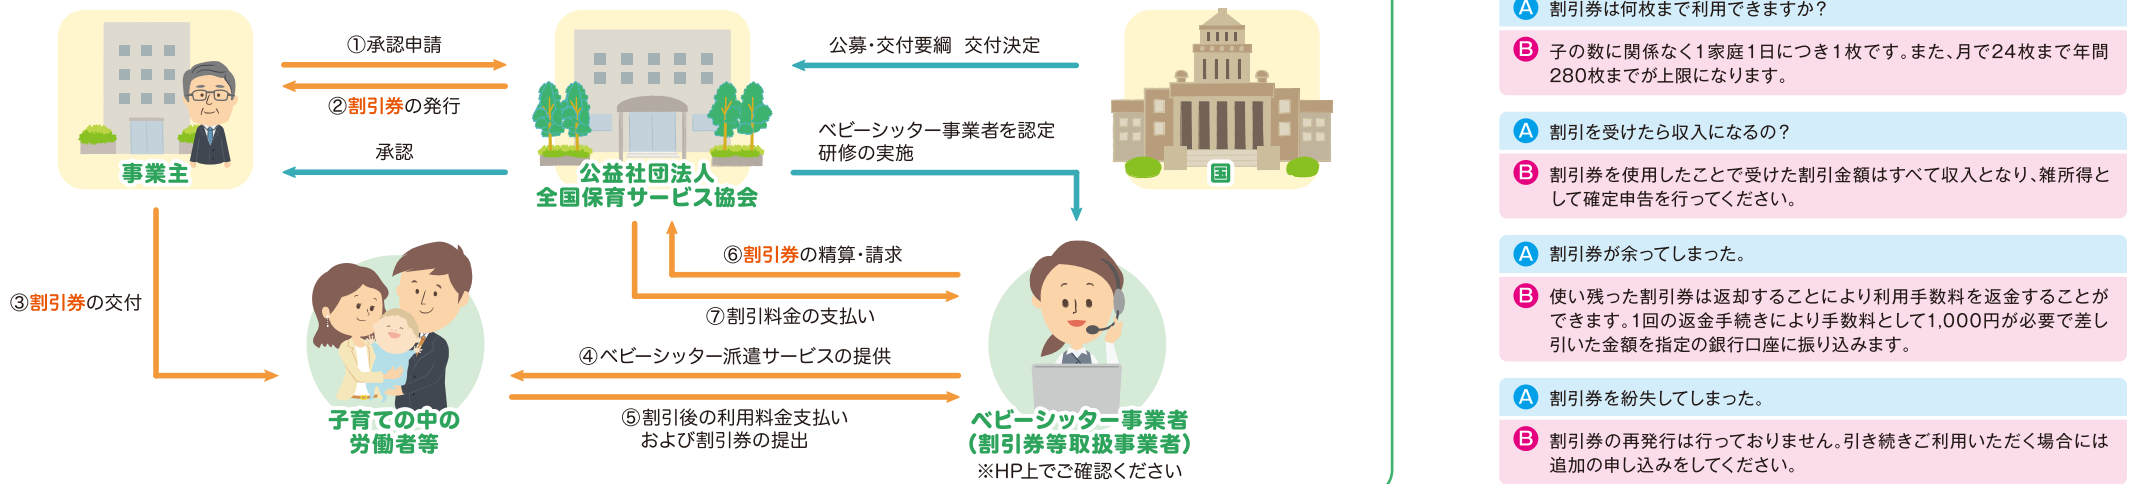 ①承認申請
②割引券の発行
承認
事業主
公益社団法人
全国保育サービス協会
公募・交付要綱 交付決定
ベビーシッター事業者を認定
研修の実施
国
③割引券の交付
⑥割引券の精算・請求
⑦割引料金の支払い
④ベビーシッター派遣サービスの提供
⑤割引後の利用料金支払い
および割引券の提出
子育ての中の
労働者等
ベビーシッター事業者
(割引券等取扱事業者)
※HP上でご確認ください
A 割引券は何枚まで利用できますか?
B 子の数に関係なく1家庭1日につき1枚です。また、月で24枚まで年間
280枚までが上限になります。
A 割引を受けたら収入になるの?
B 割引券を使用したことで受けた割引金額はすべて収入となり、雑所得と
して確定申告を行ってください。
A 割引券が余ってしまった。
B 使い残った割引券は返却することにより利用手数料を返金することが
できます。1回の返金手続きにより手数料として1,000円が必要で差し
引いた金額を指定の銀行口座に振り込みます。
A 割引券を紛失してしまった。
B 割引券の再発行は行っておりません。引き続きご利用いただく場合には
追加の申し込みをしてください。